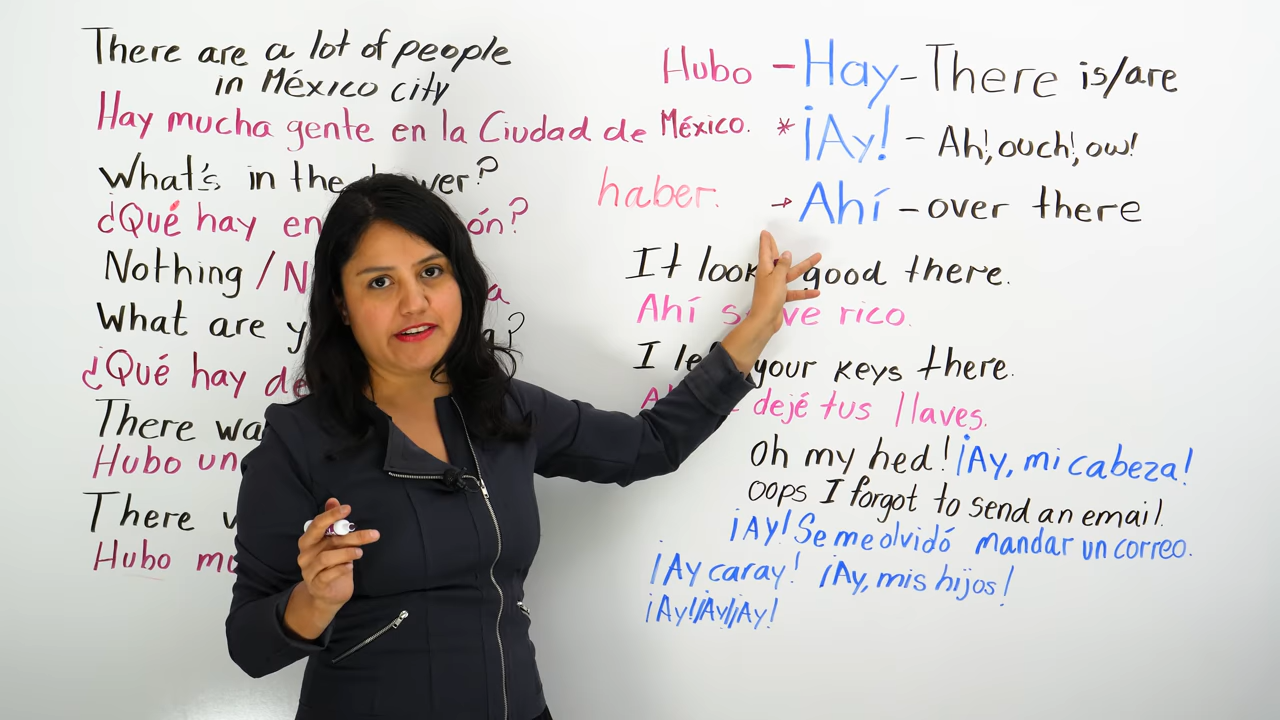 There are a lot of people
in México city
Hay mucha gente en la Ciudad de México.
What's in the
¿Qué hay en
Nothing /
What are
¿Qué hay
There
Hubo un
There
Hubo
Hubo - Hay - There is/are
* ¡Ay! - Ah!, ouch!, ow!
haber. → Ahí - over there
It good there.
Ahí rico.
I your keys there.
dejé tus llaves.
Oh my hed! ¡Ay, mi cabeza!
oops I forgot to send an email.
¡Ay! Se me olvidó mandar un correo.
¡Ay caray! ¡Ay, mis hijos!
¡Ay!¡Ay!¡Ay!